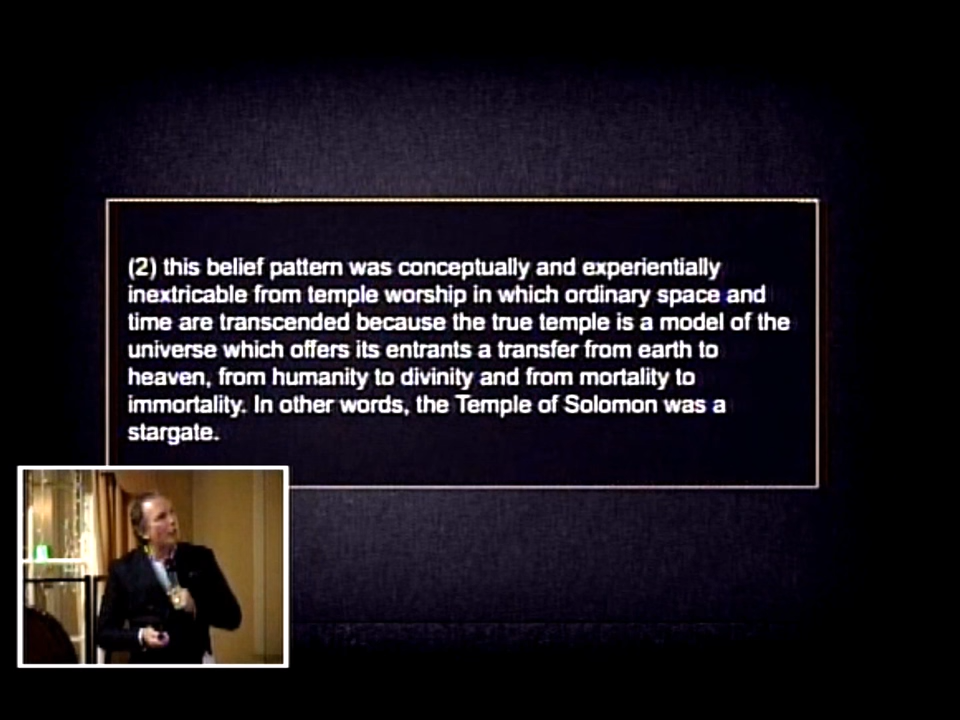 (2) this belief pattern was conceptually and experientially
inextricable from temple worship in which ordinary space and
time are transcended because the true temple is a model of the
universe which offers its entrants a transfer from earth to
heaven, from humanity to divinity and from mortality to
immortality. In other words, the Temple of Solomon was a
stargate.